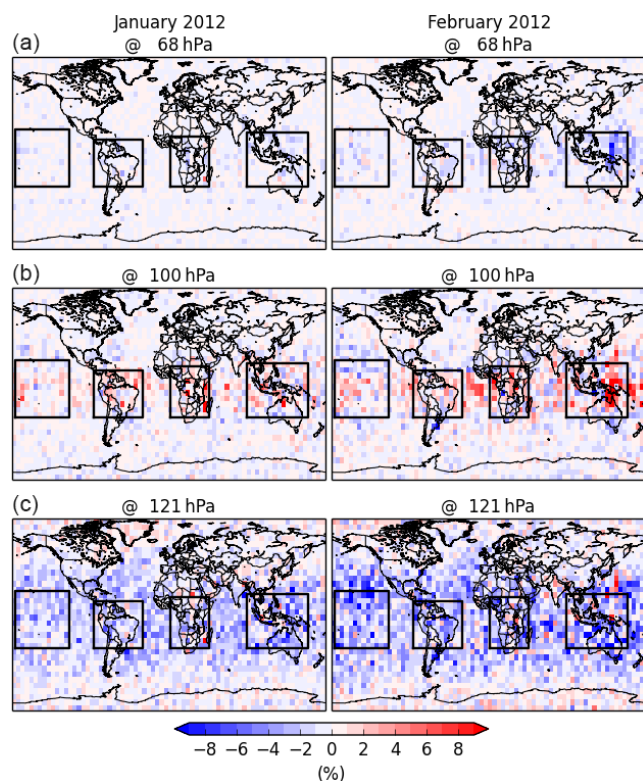 January 2012 February 2012
(a) @ 68 hPa @ 68 hPa
(b) @ 100 hPa @ 100 hPa
(c) @ 121 hPa @ 121 hPa
−8 −6 −4 −2 0 2 4 6 8
(%)